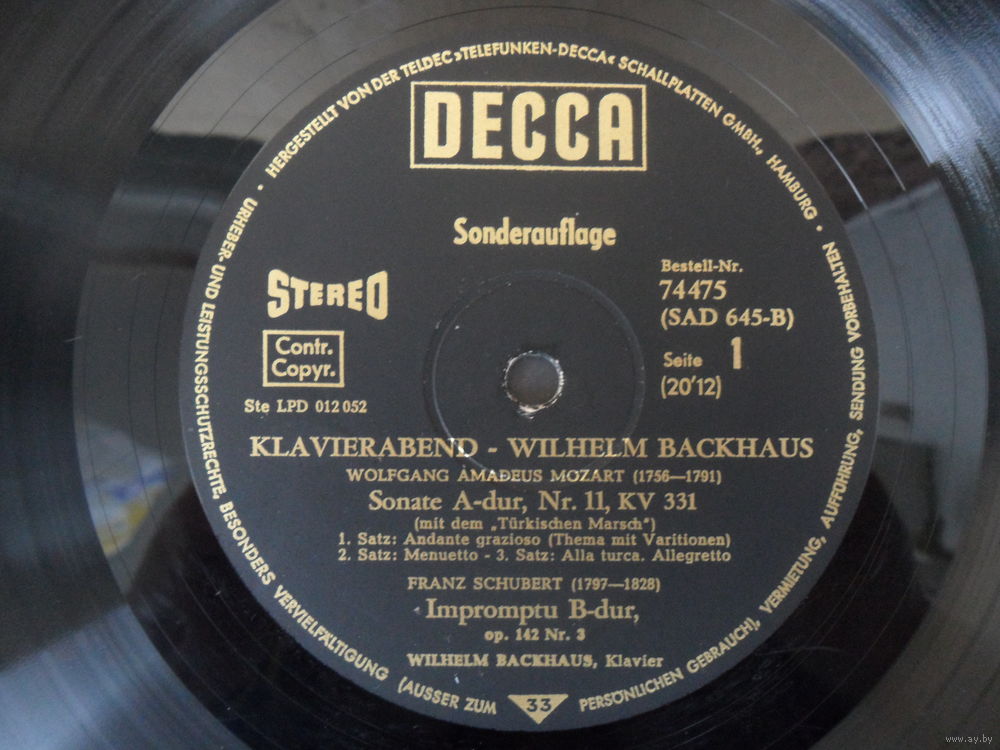 HERGESTELLT VON DER TELDEC »TELEFUNKEN-DECCA« SCHALLPLATTEN GMBH., HAMBURG •
URHEBER- UND LEISTUNGSSCHUTZRECHTE, BESONDERS VERVIELFÄLTIGUNG (AUSSER ZUM PERSÖNLICHEN GEBRAUCH), VERMIETUNG, AUFFÜHRUNG, SENDUNG VORBEHALTEN •
DECCA
Sonderauflage
STEREO
Contr.
Copyr.
Ste LPD 012 052
Bestell-Nr.
74475
(SAD 645-B)
Seite 1
(20'12)
KLAVIERABEND - WILHELM BACKHAUS
WOLFGANG AMADEUS MOZART (1756—1791)
Sonate A-dur, Nr. 11, KV 331
(mit dem „Türkischen Marsch“)
1. Satz: Andante grazioso (Thema mit Varitionen)
2. Satz: Menuetto - 3. Satz: Alla turca. Allegretto
FRANZ SCHUBERT (1797—1828)
Impromptu B-dur,
op. 142 Nr. 3
WILHELM BACKHAUS, Klavier
33
www.ay.by